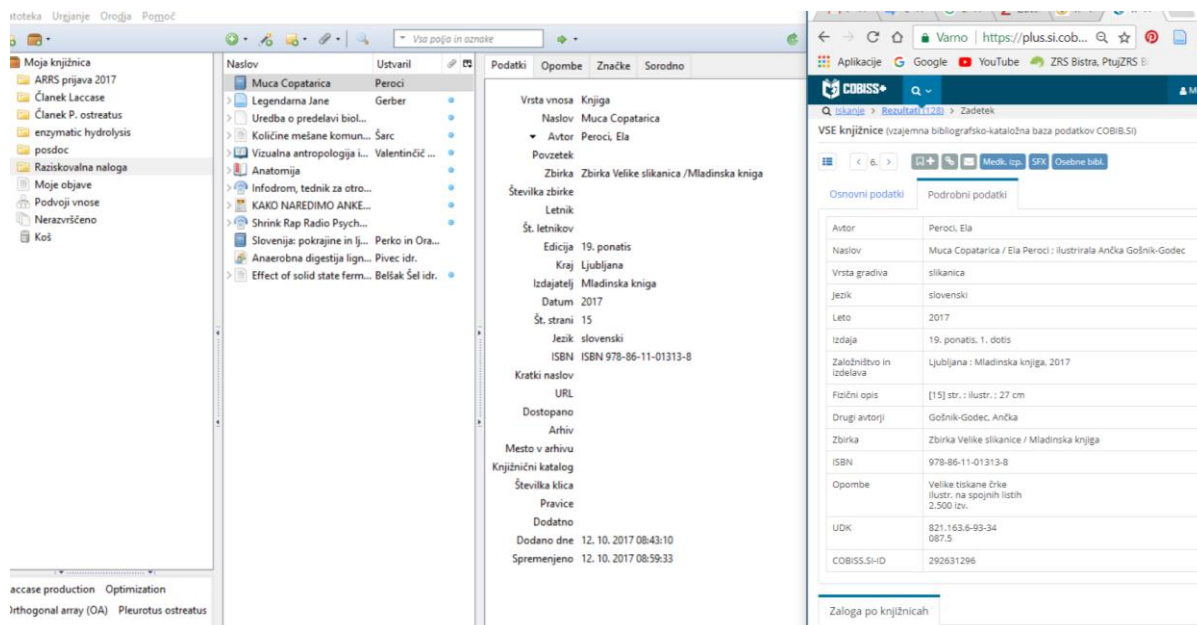 Urejanje Orodja Pomoč
Vsa polja in oznake
Moja knjižnica
ARRS prijava 2017
Članek Laccase
Članek P. ostreatus
enzymatic hydrolysis
posdoc
Raziskovalna naloga
Moje objave
Podvoji vnose
Nerazvrščeno
Koš
accase production Optimization
Orthogonal array (OA) Pleurotus ostreatus
Naslov Ustvaril
Muca Copatarica Peroci
Legendarna Jane Gerber
Uredba o predelavi biol...
Količine mešane komun... Šarc
Vizualna antropologija i... Valentinčič ...
Anatomija
Infodrom, tednik za otro...
KAKO NAREDIMO ANKE...
Shrink Rap Radio Psych...
Slovenija: pokrajine in lj... Perko in Ora...
Anaerobna digestija lign... Pivec idr.
Effect of solid state ferm... Belšak Šel idr.
Podatki Opombe Značke Sorodno
Vrsta vnosa Knjiga
Naslov Muca Copatarica
Avtor Peroci, Ela
Povzetek
Zbirka Zbirka Velike slikanica /Mladinska kniga
Številka zbirke
Letnik
Št. letnikov
Edicija 19. ponatis
Kraj Ljubljana
Izdajatelj Mladinska kniga
Datum 2017
Št. strani 15
Jezik slovenski
ISBN ISBN 978-86-11-01313-8
Kratki naslov
URL
Dostopano
Arhiv
Mesto v arhivu
Knjižnični katalog
Številka klica
Pravice
Dodatno
Dodano dne 12. 10. 2017 08:43:10
Spremenjeno 12. 10. 2017 08:59:33
Varno https://plus.si.cob...
Aplikacije Google YouTube ZRS Bistra, Ptuj ZRS B
COBISS+
Iskanje > Rezultati (128) > Zadetek
VSE knjižnice (vzajemna bibliografsko-kataložna baza podatkov COBIB.SI)
6. Medk. izp. SFX Osebne bibl.
Osnovni podatki Podrobni podatki
Avtor Peroci, Ela
Naslov Muca Copatarica / Ela Peroci ; ilustrirala Ančka Gošnik-Godec
Vrsta gradiva slikanica
Jezik slovenski
Leto 2017
Izdaja 19. ponatis, 1. dotis
Založništvo in izdelava Ljubljana : Mladinska knjiga, 2017
Fizični opis [15] str. : ilustr. ; 27 cm
Drugi avtorji Gošnik-Godec, Ančka
Zbirka Zbirka Velike slikanice / Mladinska knjiga
ISBN 978-86-11-01313-8
Opombe Velike tiskane črke
Ilustr. na spojnih listih
2.500 izv.
UDK 821.163.6-93-34
087.5
COBISS.SI-ID 292631296
Zaloga po knjižnicah